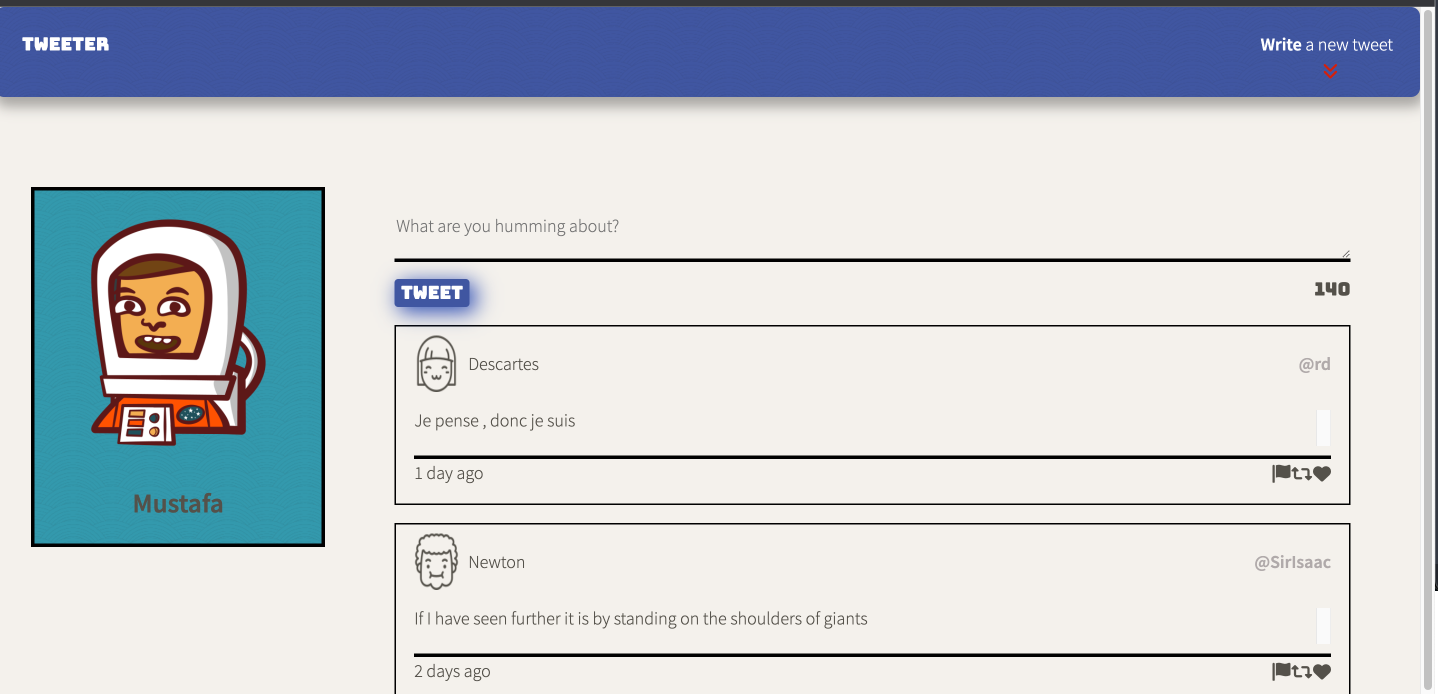 TWEETER
Write a new tweet
Mustafa
What are you humming about?
TWEET
140
Descartes
@rd
Je pense , donc je suis
1 day ago
Newton
@SirIsaac
If I have seen further it is by standing on the shoulders of giants
2 days ago